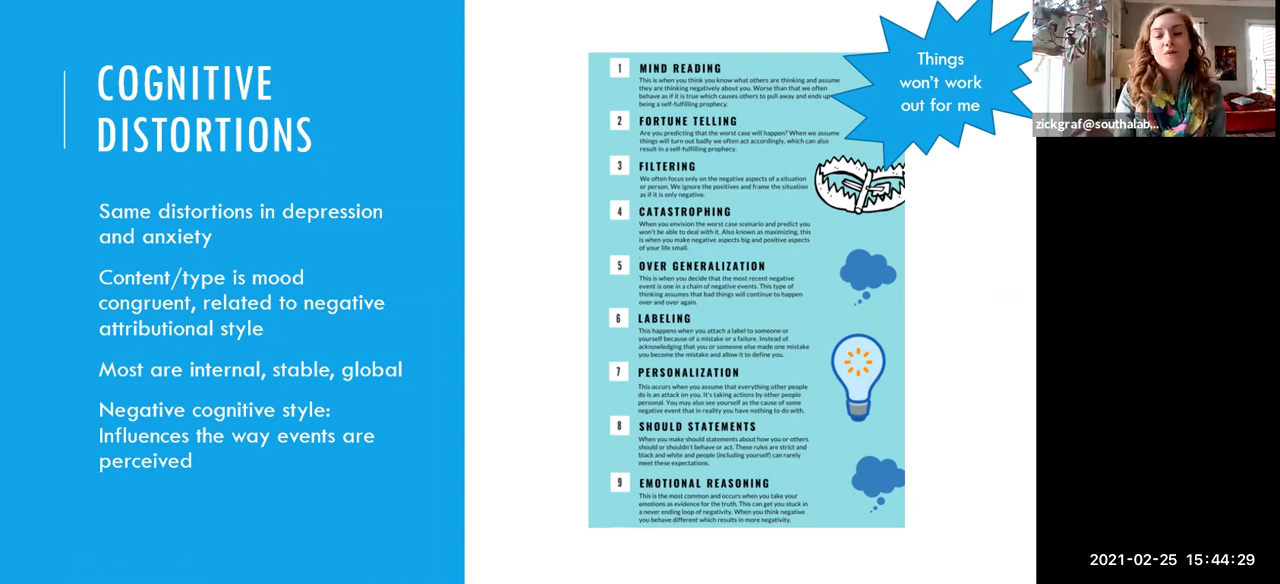 COGNITIVE
DISTORTIONS
Same distortions in depression
and anxiety
Content/type is mood
congruent, related to negative
attributional style
Most are internal, stable, global
Negative cognitive style:
Influences the way events are
perceived
1 MIND READING
This is when you think you know what others are thinking and assume
they are thinking negatively about you. Worse than that we often
behave as if it is true which causes others to pull away and ends up
being a self-fulfilling prophecy.
2 FORTUNE TELLING
Are you predicting that the worst case will happen? When we assume
things will turn out badly we often act accordingly, which can also
result in a self-fulfilling prophecy.
3 FILTERING
We often focus only on the negative aspects of a situation
or person. We ignore the positives and frame the situation
as if it is only negative.
4 CATASTROPHING
When you envision the worst case scenario and predict you
won't be able to deal with it. Also known as maximizing, this
is when you make negative aspects big and positive aspects
of your life small.
5 OVER GENERALIZATION
This is when you decide that the most recent negative
event is one in a chain of negative events. This type of
thinking assumes that bad things will continue to happen
over and over again.
6 LABELING
This happens when you attach a label to someone or
yourself because of a mistake or a failure. Instead of
acknowledging that you or someone else made one mistake
you become the mistake and allow it to define you.
7 PERSONALIZATION
This occurs when you assume that everything other people
do is an attack on you. It's taking actions by other people
personal. You may also see yourself as the cause of some
negative event that in reality you have nothing to do with.
8 SHOULD STATEMENTS
When you make should statements about how you or others
should or shouldn't behave or act. These rules are strict and
black and white and people (including yourself) can rarely
meet these expectations.
9 EMOTIONAL REASONING
This is the most common and occurs when you take your
emotions as evidence for the truth. This can get you stuck in
a never ending loop of negativity. When you think negative
you behave different which results in more negativity.
Things
won't work
out for me
zickgraf@southalab...
2021-02-25 15:44:29